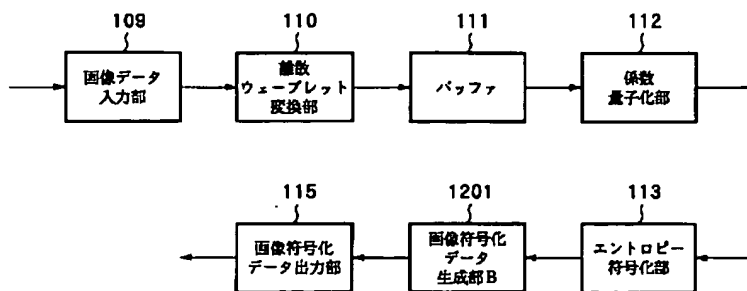 109
110
111
112
画像データ
入力部
離散
ウェーブレット
変換部
バッファ
係数
量子化部
115
1201
113
画像符号化
データ出力部
画像符号化
データ
生成部B
エントロピー
符号化部